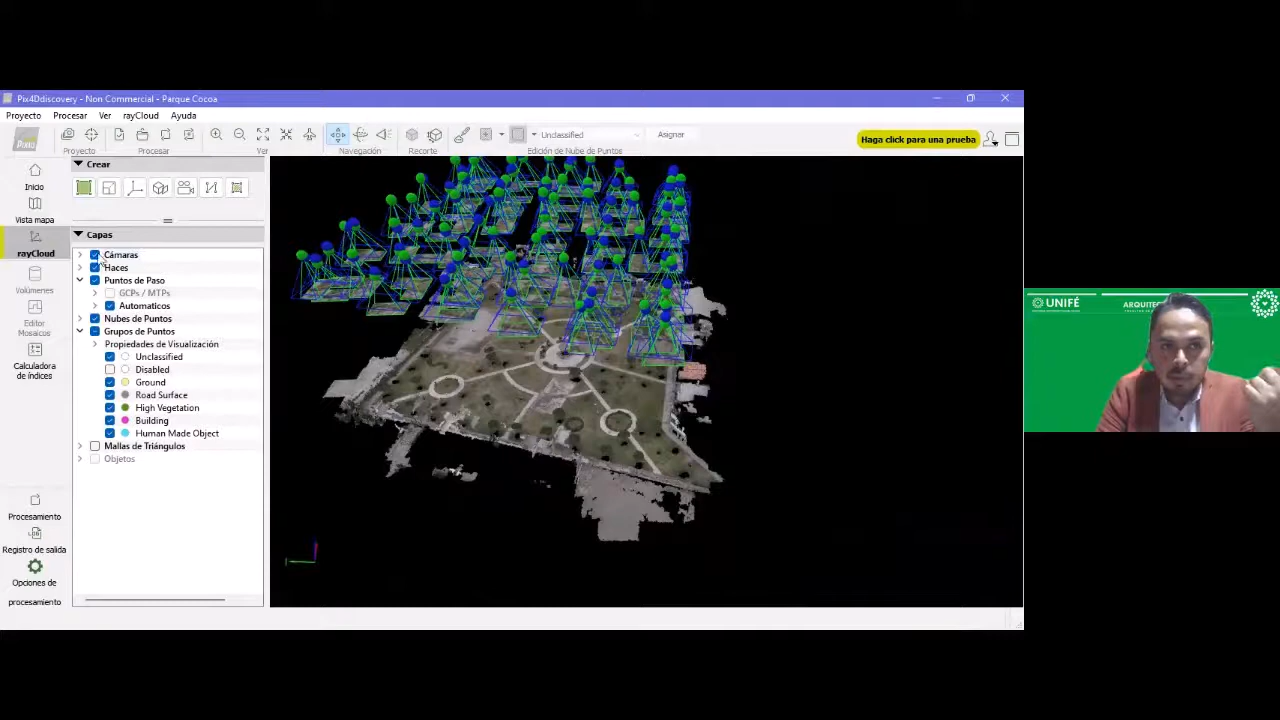 Pix4Ddiscovery - Non Commercial - Parque Cocoa
Proyecto Procesar Ver rayCloud Ayuda
Unclassified Asignar
Haga click para una prueba
Proyecto Procesar Ver Navegación Recorte Edición de Nube de Puntos
Crear
Inicio
Vista mapa
rayCloud
Volúmenes
Editor
Mosaicos
Calculadora
de índices
Procesamiento
Registro de salida
Opciones de
procesamiento
Capas
Cámaras
Haces
Puntos de Paso
GCPs / MTPs
Automaticos
Nubes de Puntos
Grupos de Puntos
Propiedades de Visualización
Unclassified
Disabled
Ground
Road Surface
High Vegetation
Building
Human Made Object
Mallas de Triángulos
Objetos
UNIFÉ